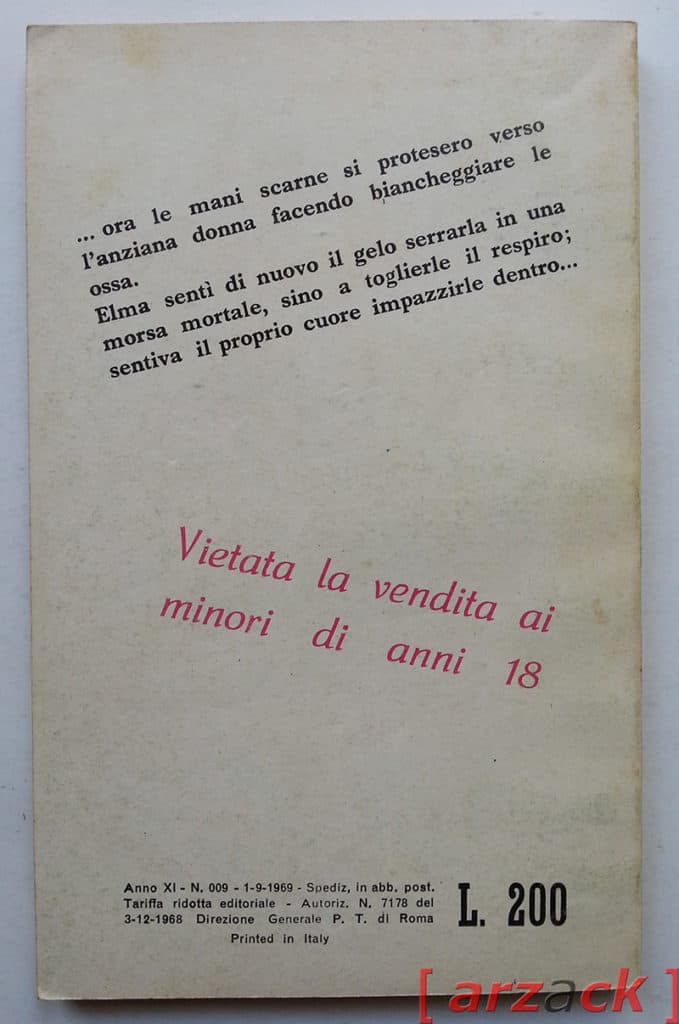 ... ora le mani scarne si protesero verso
l'anziana donna facendo biancheggiare le
ossa.
Elma sentì di nuovo il gelo serrarla in una
morsa mortale, sino a toglierle il respiro;
sentiva il proprio cuore impazzirle dentro...
Vietata la vendita ai
minori di anni 18
Anno XI - N. 009 - 1-9-1969 - Spediz, in abb. post.
Tariffa ridotta editoriale - Autoriz. N. 7178 del
3-12-1968 Direzione Generale P. T. di Roma
Printed in Italy
L. 200
[ arzack ]